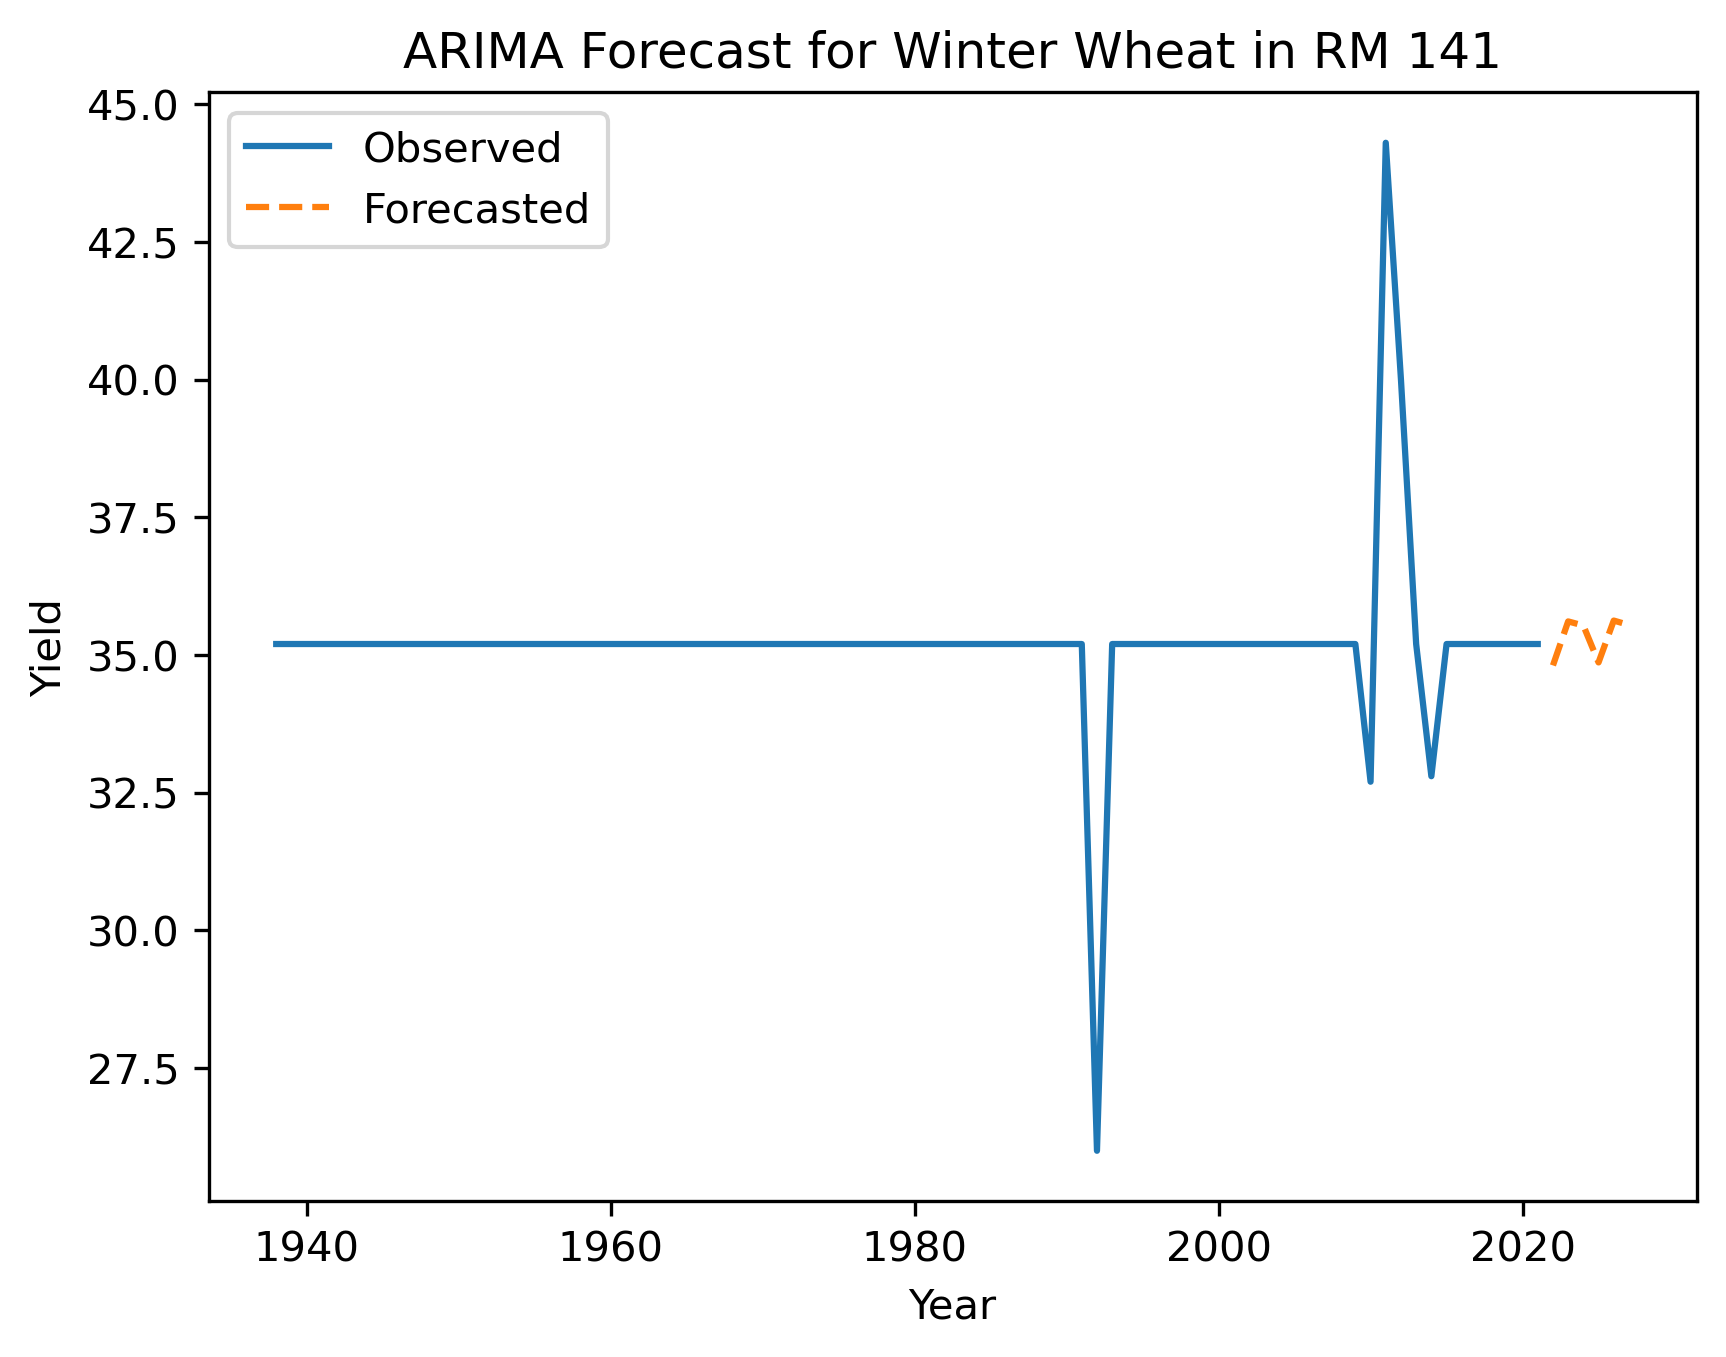 ARIMA Forecast for Winter Wheat in RM 141
Observed
Forecasted
45.0
42.5
40.0
37.5
35.0
32.5
30.0
27.5
Yield
1940 1960 1980 2000 2020
Year